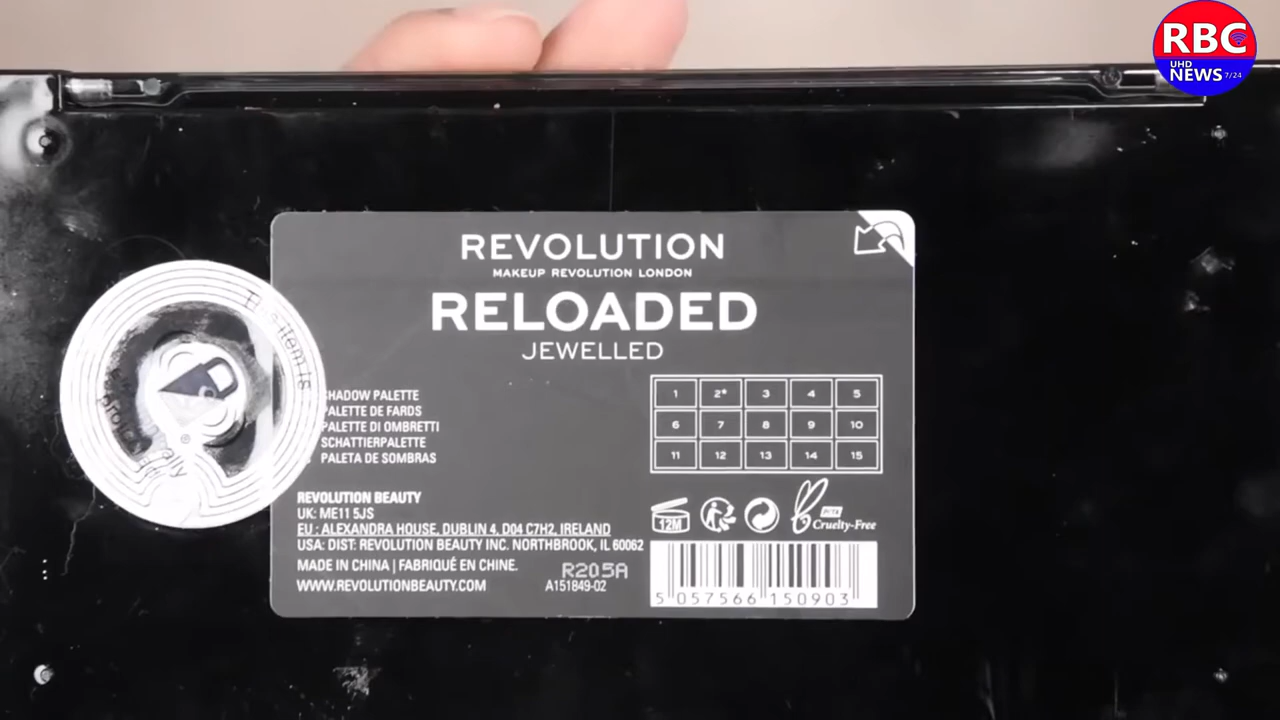 RBC
UHD
NEWS 7/24
REVOLUTION
MAKEUP REVOLUTION LONDON
RELOADED
JEWELLED
SHADOW PALETTE
PALETTE DE FARDS
PALETTE DI OMBRETTI
SCHATTIERPALETTE
PALETA DE SOMBRAS
1 2* 3 4 5
6 7 8 9 10
11 12 13 14 15
item is
REVOLUTION BEAUTY
UK: ME11 5JS
EU : ALEXANDRA HOUSE, DUBLIN 4, D04 C7H2, IRELAND
USA: DIST: REVOLUTION BEAUTY INC. NORTHBROOK, IL 60062
MADE IN CHINA | FABRIQUÉ EN CHINE.
R205A
WWW.REVOLUTIONBEAUTY.COM
A151849-02
12M
PETA
Cruelty-Free
5 057566 150903